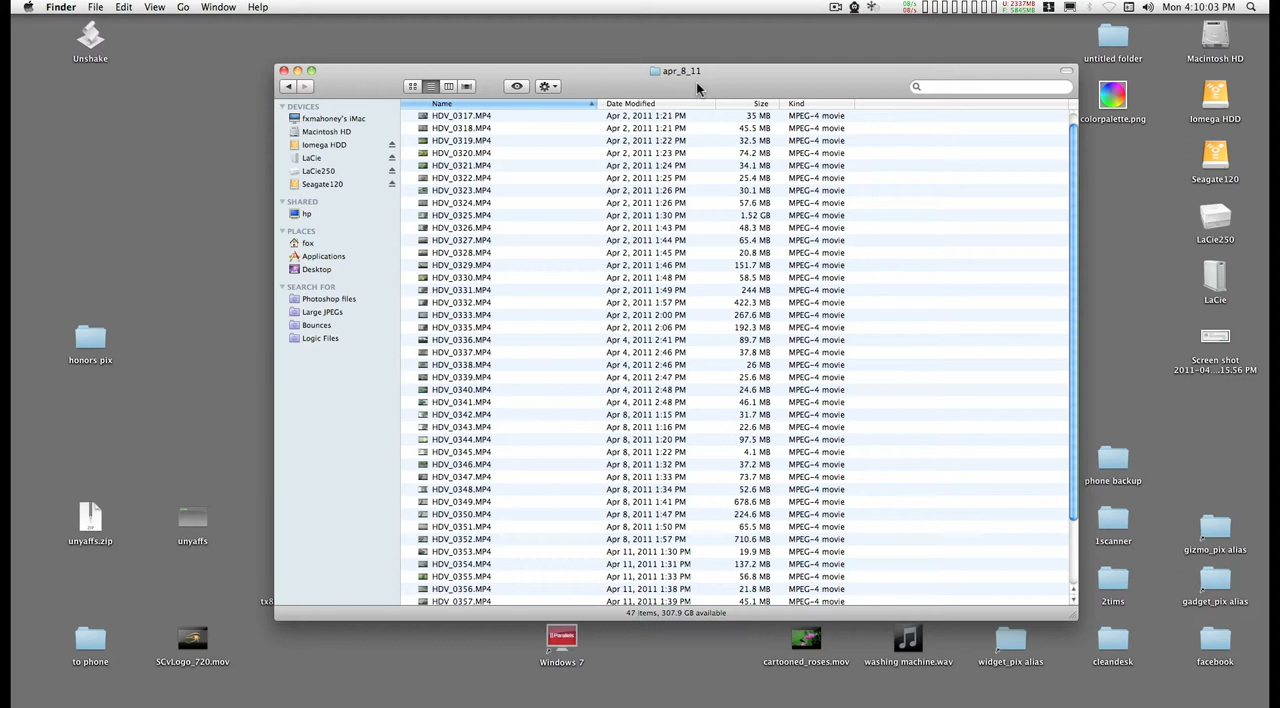 Finder File Edit View Go Window Help
0B/s
0B/s
U: 2337MB
F: 5845MB
Mon 4:10:03 PM
Unshake
untitled folder
Macintosh HD
apr_8_11
Name Date Modified Size Kind
DEVICES
fxmahoney's iMac
Macintosh HD
Iomega HDD
LaCie
LaCie250
Seagate120
SHARED
hp
PLACES
fox
Applications
Desktop
SEARCH FOR
Photoshop files
Large JPEGs
Bounces
Logic Files
HDV_0317.MP4 Apr 2, 2011 1:21 PM 35 MB MPEG-4 movie
HDV_0318.MP4 Apr 2, 2011 1:21 PM 45.5 MB MPEG-4 movie
HDV_0319.MP4 Apr 2, 2011 1:22 PM 32.5 MB MPEG-4 movie
HDV_0320.MP4 Apr 2, 2011 1:23 PM 74.2 MB MPEG-4 movie
HDV_0321.MP4 Apr 2, 2011 1:24 PM 34.1 MB MPEG-4 movie
HDV_0322.MP4 Apr 2, 2011 1:25 PM 25.4 MB MPEG-4 movie
HDV_0323.MP4 Apr 2, 2011 1:26 PM 30.1 MB MPEG-4 movie
HDV_0324.MP4 Apr 2, 2011 1:26 PM 57.6 MB MPEG-4 movie
HDV_0325.MP4 Apr 2, 2011 1:30 PM 1.52 GB MPEG-4 movie
HDV_0326.MP4 Apr 2, 2011 1:43 PM 48.3 MB MPEG-4 movie
HDV_0327.MP4 Apr 2, 2011 1:44 PM 65.4 MB MPEG-4 movie
HDV_0328.MP4 Apr 2, 2011 1:45 PM 20.8 MB MPEG-4 movie
HDV_0329.MP4 Apr 2, 2011 1:46 PM 151.7 MB MPEG-4 movie
HDV_0330.MP4 Apr 2, 2011 1:48 PM 58.5 MB MPEG-4 movie
HDV_0331.MP4 Apr 2, 2011 1:49 PM 244 MB MPEG-4 movie
HDV_0332.MP4 Apr 2, 2011 1:57 PM 422.3 MB MPEG-4 movie
HDV_0333.MP4 Apr 2, 2011 2:00 PM 267.6 MB MPEG-4 movie
HDV_0335.MP4 Apr 2, 2011 2:06 PM 192.3 MB MPEG-4 movie
HDV_0336.MP4 Apr 4, 2011 2:41 PM 89.7 MB MPEG-4 movie
HDV_0337.MP4 Apr 4, 2011 2:46 PM 37.8 MB MPEG-4 movie
HDV_0338.MP4 Apr 4, 2011 2:46 PM 26 MB MPEG-4 movie
HDV_0339.MP4 Apr 4, 2011 2:47 PM 25.6 MB MPEG-4 movie
HDV_0340.MP4 Apr 4, 2011 2:48 PM 24.6 MB MPEG-4 movie
HDV_0341.MP4 Apr 4, 2011 2:48 PM 46.1 MB MPEG-4 movie
HDV_0342.MP4 Apr 8, 2011 1:15 PM 31.7 MB MPEG-4 movie
HDV_0343.MP4 Apr 8, 2011 1:16 PM 22.6 MB MPEG-4 movie
HDV_0344.MP4 Apr 8, 2011 1:20 PM 97.5 MB MPEG-4 movie
HDV_0345.MP4 Apr 8, 2011 1:22 PM 4.1 MB MPEG-4 movie
HDV_0346.MP4 Apr 8, 2011 1:32 PM 37.2 MB MPEG-4 movie
HDV_0347.MP4 Apr 8, 2011 1:33 PM 73.7 MB MPEG-4 movie
HDV_0348.MP4 Apr 8, 2011 1:34 PM 52.6 MB MPEG-4 movie
HDV_0349.MP4 Apr 8, 2011 1:41 PM 678.6 MB MPEG-4 movie
HDV_0350.MP4 Apr 8, 2011 1:47 PM 224.6 MB MPEG-4 movie
HDV_0351.MP4 Apr 8, 2011 1:50 PM 65.5 MB MPEG-4 movie
HDV_0352.MP4 Apr 8, 2011 1:57 PM 710.6 MB MPEG-4 movie
HDV_0353.MP4 Apr 11, 2011 1:30 PM 19.9 MB MPEG-4 movie
HDV_0354.MP4 Apr 11, 2011 1:31 PM 137.2 MB MPEG-4 movie
HDV_0355.MP4 Apr 11, 2011 1:33 PM 56.8 MB MPEG-4 movie
HDV_0356.MP4 Apr 11, 2011 1:38 PM 21.8 MB MPEG-4 movie
HDV_0357.MP4 Apr 11, 2011 1:39 PM 45.1 MB MPEG-4 movie
47 items, 307.9 GB available
colorpalette.png
Iomega HDD
Seagate120
LaCie250
LaCie
honors pix
Screen shot
2011-04....15.56 PM
phone backup
unyaffs.zip
unyaffs
1scanner
gizmo_pix alias
tx8
2tims
gadget_pix alias
to phone
SCvLogo_720.mov
Parallels
Windows 7
cartooned_roses.mov
washing machine.wav
widget_pix alias
cleandesk
facebook